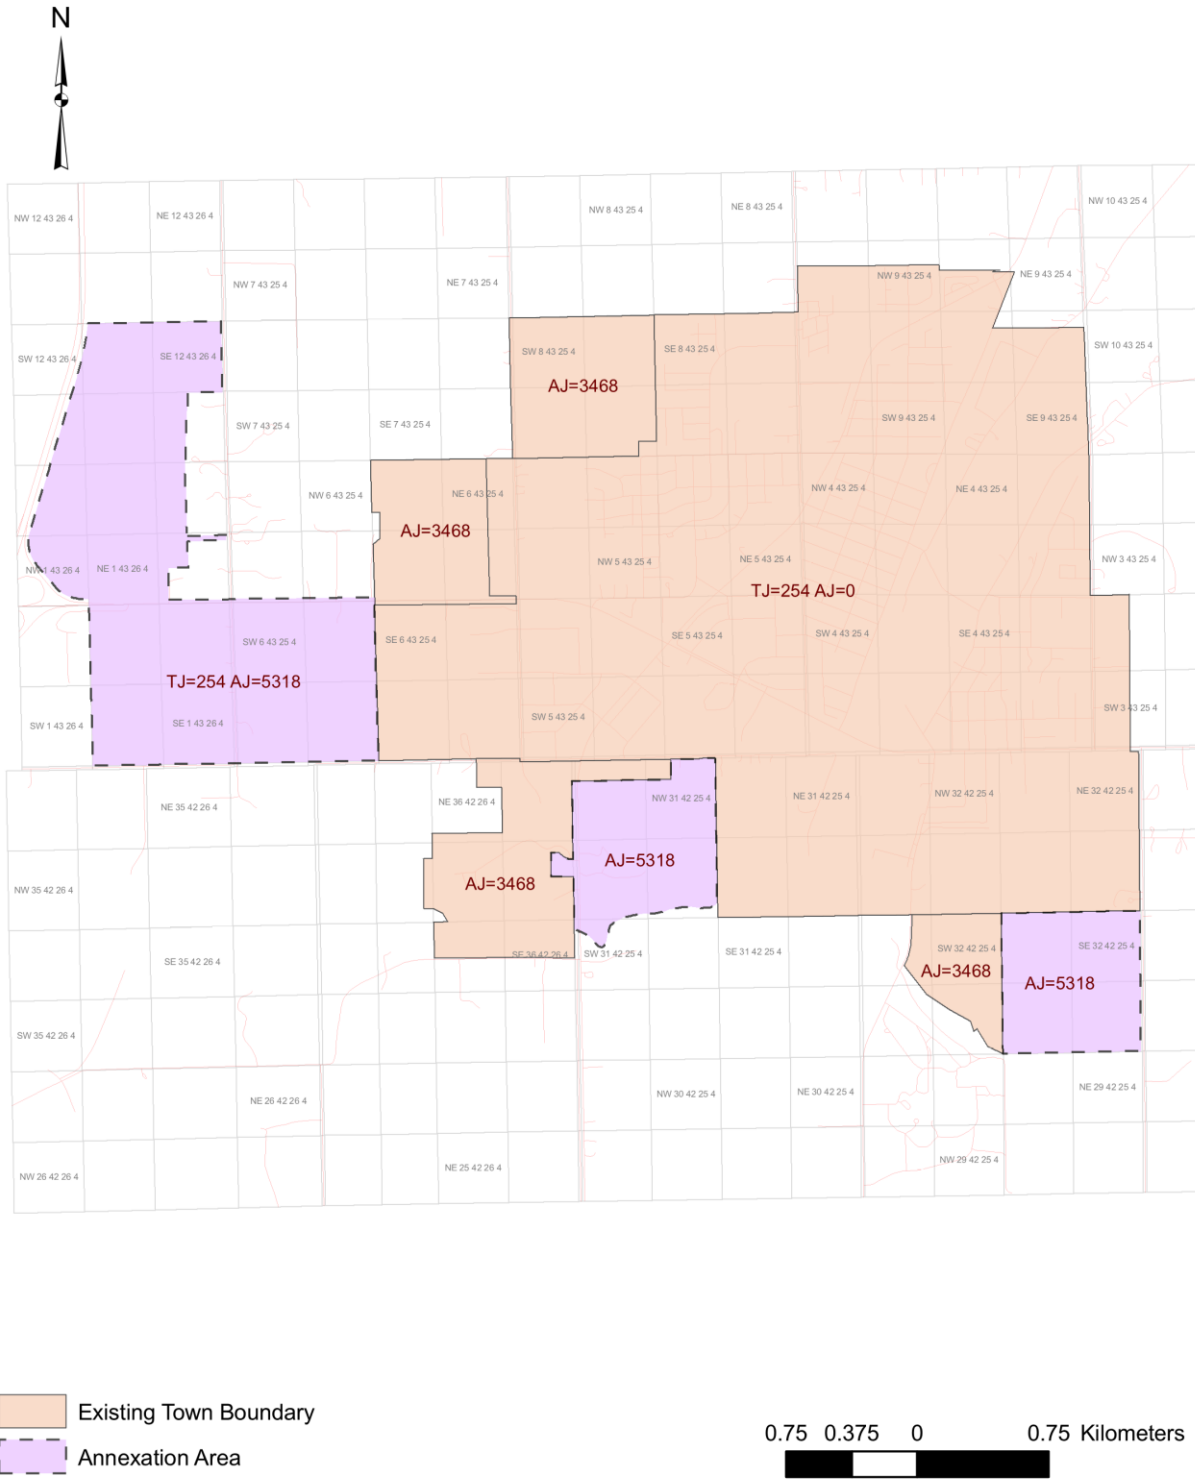 N
NW 12 43 26 4
NE 12 43 26 4
NW 8 43 25 4
NE 8 43 25 4
NW 10 43 25 4
NW 7 43 25 4
NE 7 43 25 4
NW 9 43 25 4
NE 9 43 25 4
SW 12 43 26 4
SE 12 43 26 4
SW 8 43 25 4
SE 8 43 25 4
SW 10 43 25 4
AJ=3468
SW 7 43 25 4
SE 7 43 25 4
SW 9 43 25 4
SE 9 43 25 4
NW 6 43 25 4
NE 6 43 25 4
NW 4 43 25 4
NE 4 43 25 4
AJ=3468
NW 1 43 26 4
NE 1 43 26 4
NW 5 43 25 4
NE 5 43 25 4
NW 3 43 25 4
TJ=254 AJ=0
SW 6 43 25 4
SE 6 43 25 4
SE 5 43 25 4
SW 4 43 25 4
SE 4 43 25 4
TJ=254 AJ=5318
SW 1 43 26 4
SE 1 43 26 4
SW 5 43 25 4
SW 3 43 25 4
NE 35 42 26 4
NE 36 42 26 4
NW 31 42 25 4
NE 31 42 25 4
NW 32 42 25 4
NE 32 42 25 4
AJ=5318
NW 35 42 26 4
AJ=3468
SE 35 42 26 4
SE 36 42 26 4
SW 31 42 25 4
SE 31 42 25 4
SW 32 42 25 4
SE 32 42 25 4
AJ=3468
AJ=5318
SW 35 42 26 4
NE 26 42 26 4
NW 30 42 25 4
NE 30 42 25 4
NE 29 42 25 4
NW 26 42 26 4
NE 25 42 26 4
NW 29 42 25 4
Existing Town Boundary
Annexation Area
0.75 0.375 0 0.75 Kilometers